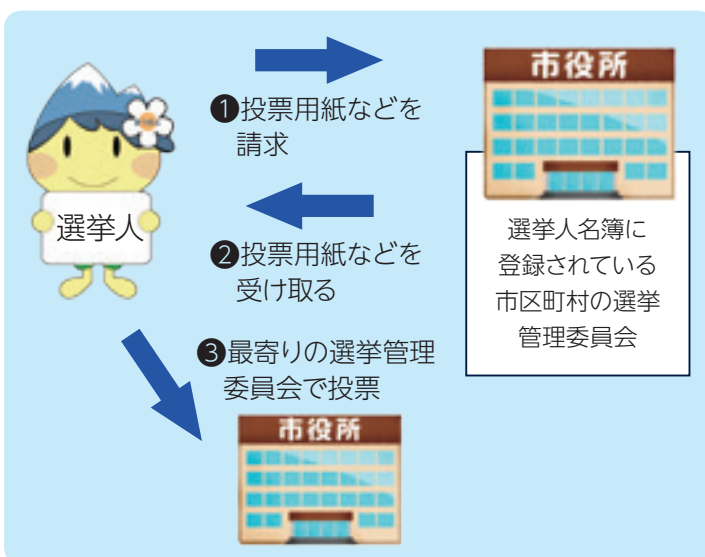 市役所
❶投票用紙などを
請求
選挙人
❷投票用紙などを
受け取る
選挙人名簿に
登録されている
市区町村の選挙
管理委員会
❸最寄りの選挙管理
委員会で投票
市役所